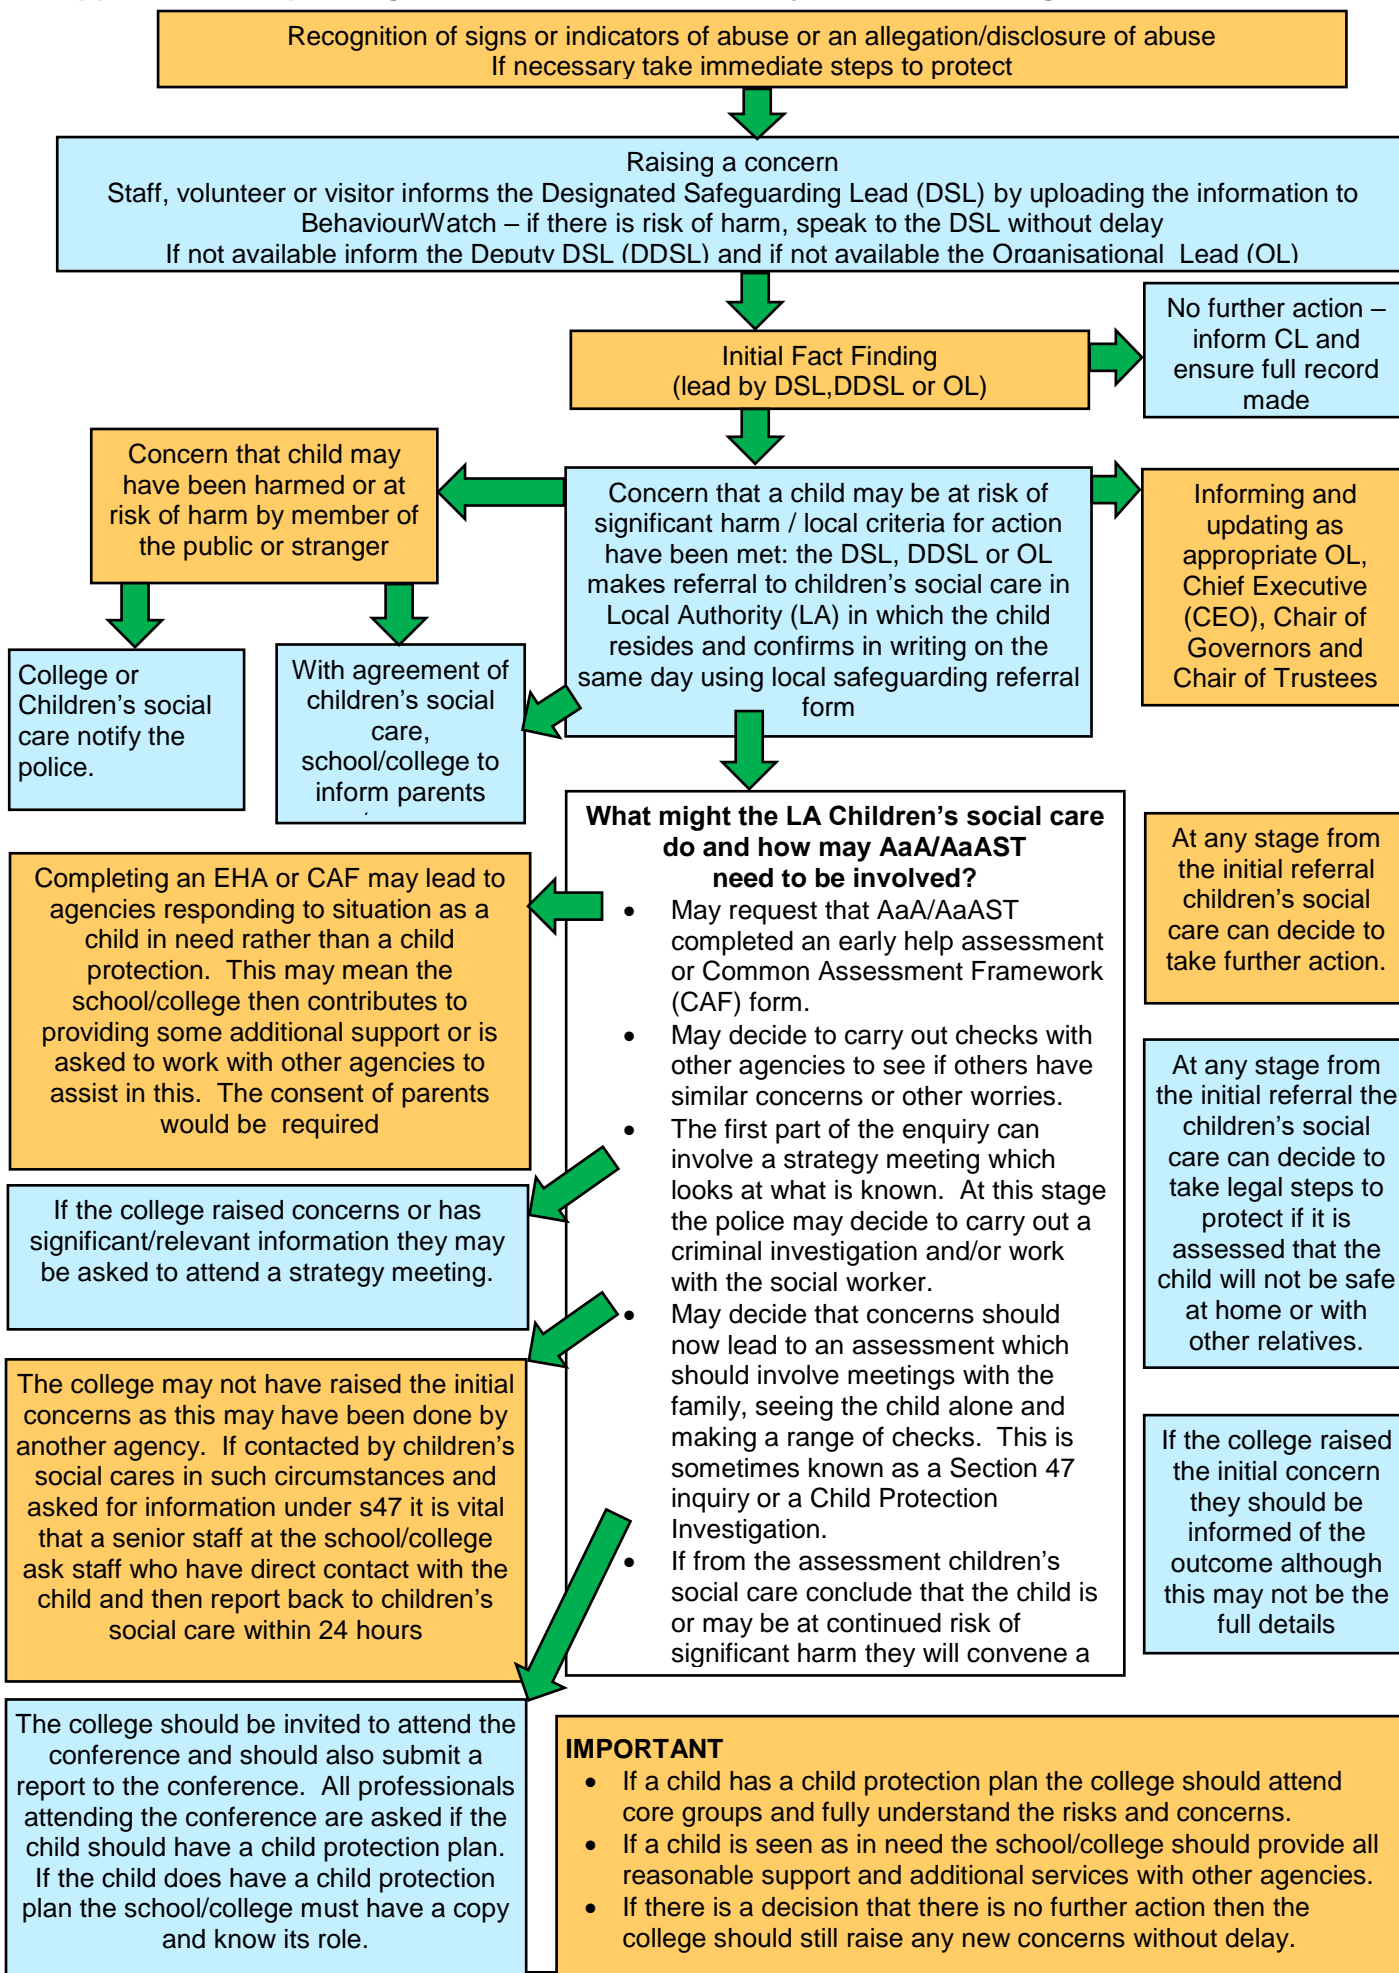 Recognition of signs or indicators of abuse or an allegation/disclosure of abuse
If necessary take immediate steps to protect
Raising a concern
Staff, volunteer or visitor informs the Designated Safeguarding Lead (DSL) by uploading the information to
BehaviourWatch – if there is risk of harm, speak to the DSL without delay
If not available inform the Deputy DSL (DDSL) and if not available the Organisational Lead (OL)
Initial Fact Finding
(lead by DSL,DDSL or OL)
No further action –
inform CL and
ensure full record
made
Concern that child may
have been harmed or at
risk of harm by member of
the public or stranger
Concern that a child may be at risk of
significant harm / local criteria for action
have been met: the DSL, DDSL or OL
makes referral to children's social care in
Local Authority (LA) in which the child
resides and confirms in writing on the
same day using local safeguarding referral
form
Informing and
updating as
appropriate OL,
Chief Executive
(CEO), Chair of
Governors and
Chair of Trustees
College or
Children's social
care notify the
police.
With agreement of
children's social
care,
school/college to
inform parents
What might the LA Children's social care
do and how may AaA/AaAST
need to be involved?
• May request that AaA/AaAST
completed an early help assessment
or Common Assessment Framework
(CAF) form.
• May decide to carry out checks with
other agencies to see if others have
similar concerns or other worries.
• The first part of the enquiry can
involve a strategy meeting which
looks at what is known. At this stage
the police may decide to carry out a
criminal investigation and/or work
with the social worker.
• May decide that concerns should
now lead to an assessment which
should involve meetings with the
family, seeing the child alone and
making a range of checks. This is
sometimes known as a Section 47
inquiry or a Child Protection
Investigation.
• If from the assessment children's
social care conclude that the child is
or may be at continued risk of
significant harm they will convene a
Completing an EHA or CAF may lead to
agencies responding to situation as a
child in need rather than a child
protection. This may mean the
school/college then contributes to
providing some additional support or is
asked to work with other agencies to
assist in this. The consent of parents
would be required
If the college raised concerns or has
significant/relevant information they may
be asked to attend a strategy meeting.
The college may not have raised the initial
concerns as this may have been done by
another agency. If contacted by children's
social cares in such circumstances and
asked for information under s47 it is vital
that a senior staff at the school/college
ask staff who have direct contact with the
child and then report back to children's
social care within 24 hours
The college should be invited to attend the
conference and should also submit a
report to the conference. All professionals
attending the conference are asked if the
child should have a child protection plan.
If the child does have a child protection
plan the school/college must have a copy
and know its role.
At any stage from
the initial referral
children's social
care can decide to
take further action.
At any stage from
the initial referral the
children's social
care can decide to
take legal steps to
protect if it is
assessed that the
child will not be safe
at home or with
other relatives.
If the college raised
the initial concern
they should be
informed of the
outcome although
this may not be the
full details
IMPORTANT
• If a child has a child protection plan the college should attend
core groups and fully understand the risks and concerns.
• If a child is seen as in need the school/college should provide all
reasonable support and additional services with other agencies.
• If there is a decision that there is no further action then the
college should still raise any new concerns without delay.